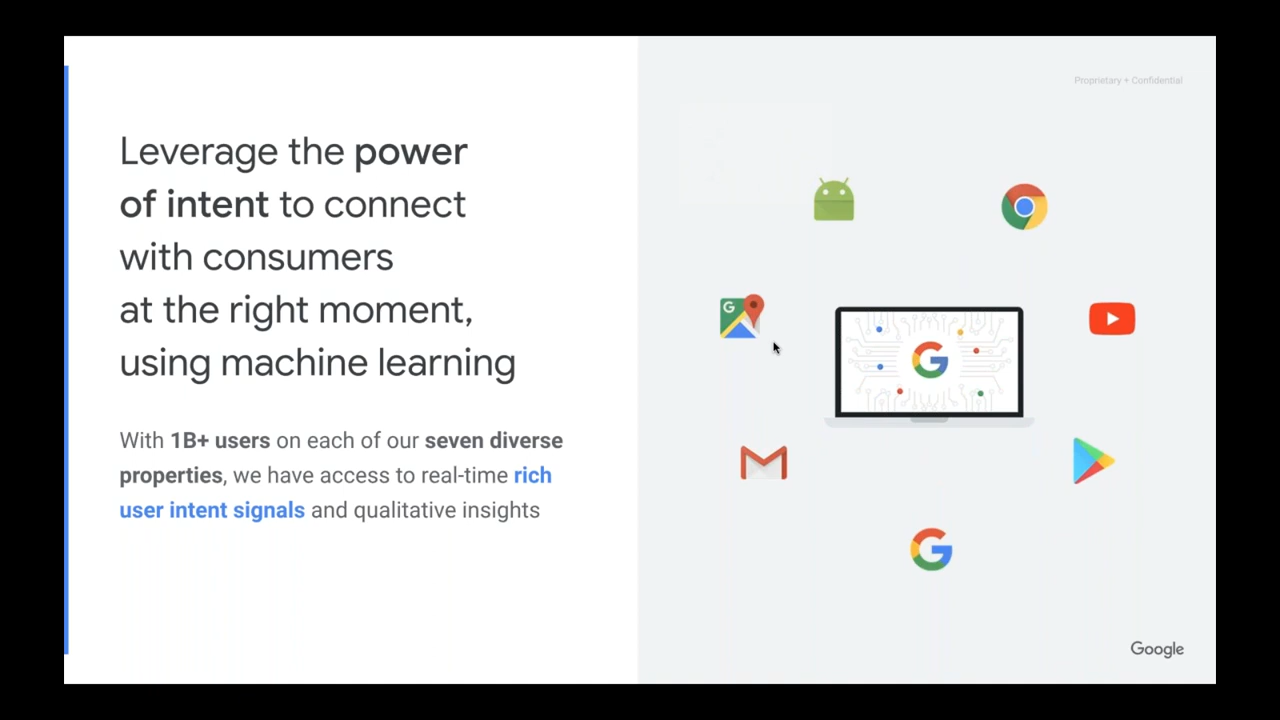 Proprietary + Confidential
Leverage the power
of intent to connect
with consumers
at the right moment,
using machine learning
With 1B+ users on each of our seven diverse
properties, we have access to real-time rich
user intent signals and qualitative insights
G
G
G
Google